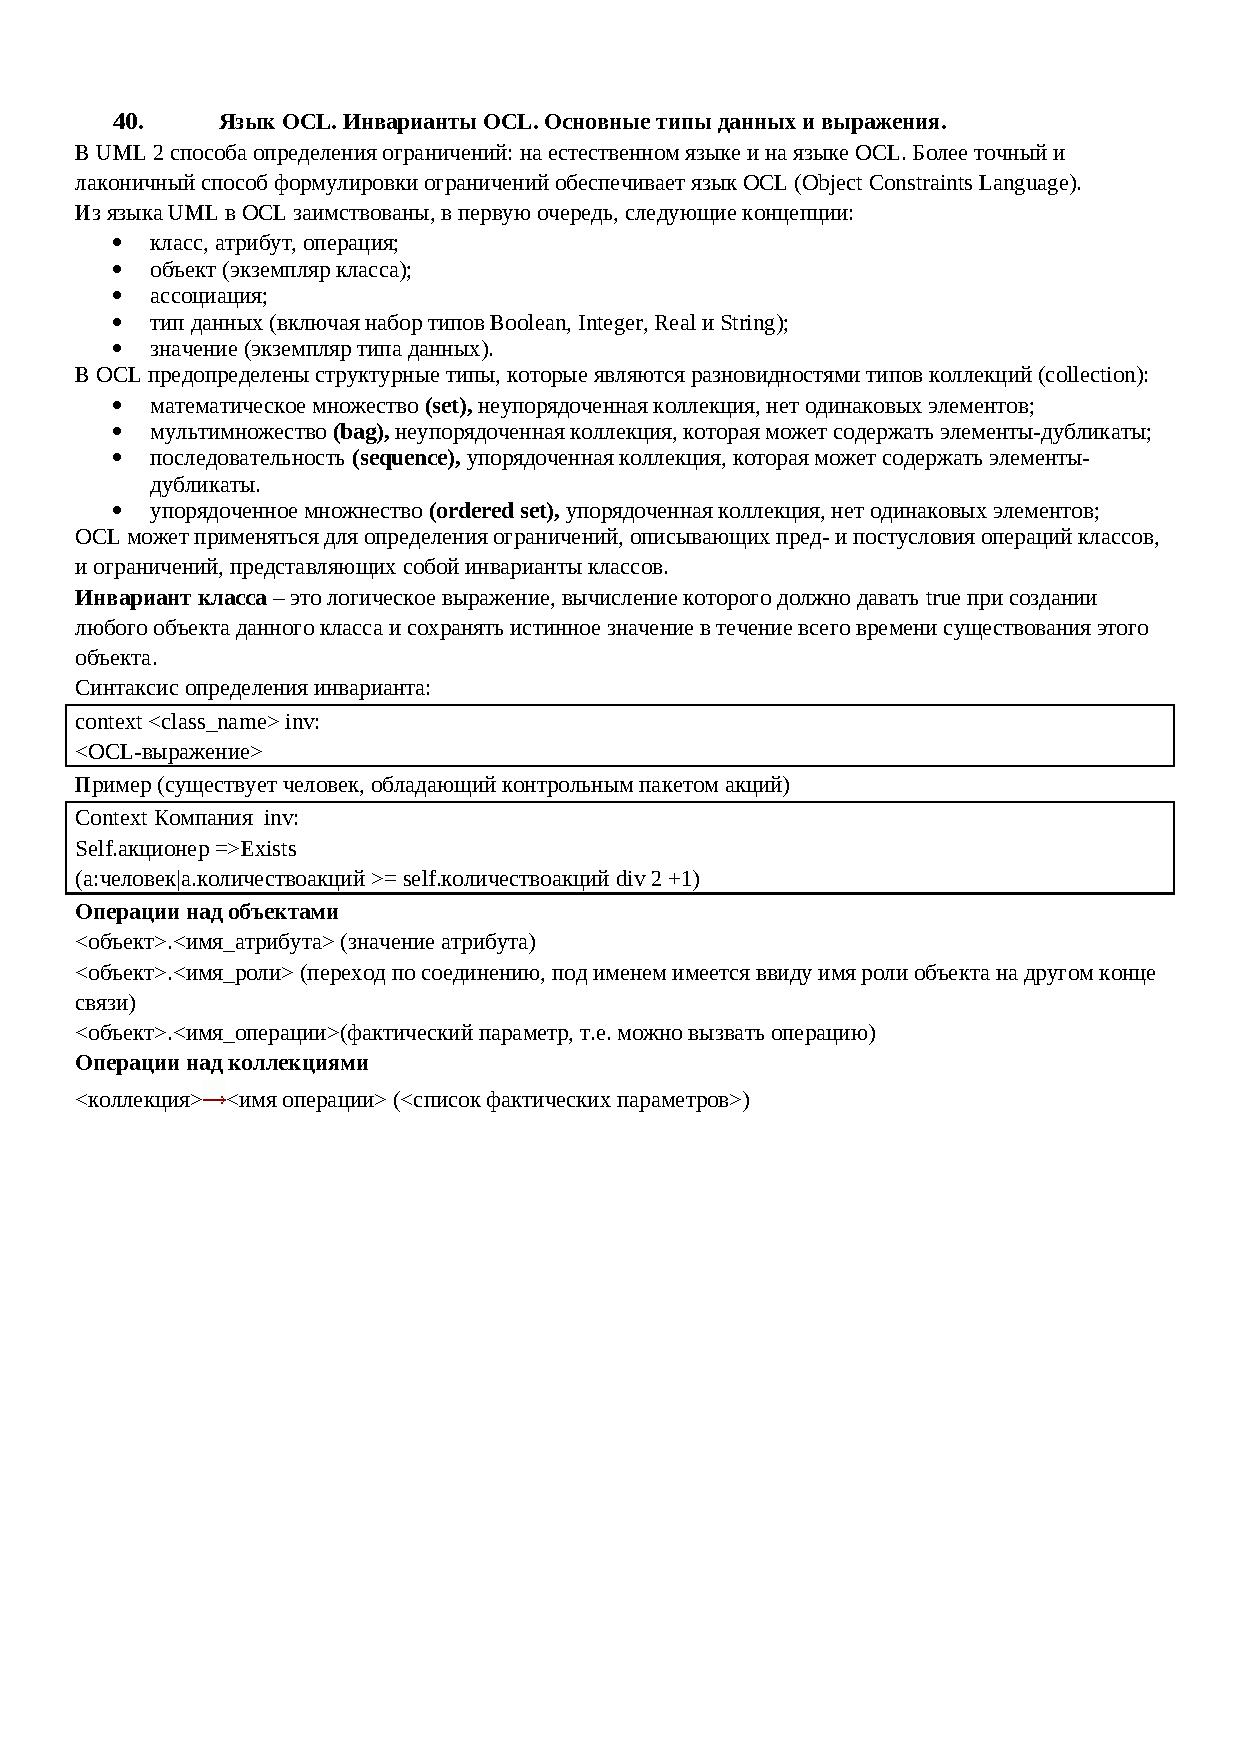 40. Язык OCL. Инварианты OCL. Основные типы данных и выражения.
В UML 2 способа определения ограничений: на естественном языке и на языке OCL. Более точный и
лаконичный способ формулировки ограничений обеспечивает язык OCL (Object Constraints Language).
Из языка UML в OCL заимствованы, в первую очередь, следующие концепции:
• класс, атрибут, операция;
• объект (экземпляр класса);
• ассоциация;
• тип данных (включая набор типов Boolean, Integer, Real и String);
• значение (экземпляр типа данных).
В OCL предопределены структурные типы, которые являются разновидностями типов коллекций (collection):
• математическое множество (set), неупорядоченная коллекция, нет одинаковых элементов;
• мультимножество (bag), неупорядоченная коллекция, которая может содержать элементы-дубликаты;
• последовательность (sequence), упорядоченная коллекция, которая может содержать элементы-
дубликаты.
• упорядоченное множнество (ordered set), упорядоченная коллекция, нет одинаковых элементов;
OCL может применяться для определения ограничений, описывающих пред- и постусловия операций классов,
и ограничений, представляющих собой инварианты классов.
Инвариант класса – это логическое выражение, вычисление которого должно давать true при создании
любого объекта данного класса и сохранять истинное значение в течение всего времени существования этого
объекта.
Синтаксис определения инварианта:
context <class_name> inv:
<OCL-выражение>
Пример (существует человек, обладающий контрольным пакетом акций)
Context Компания  inv:
Self.акционер =>Exists
(a:человек|a.количествоакций >= self.количествоакций div 2 +1)
Операции над объектами
<объект>.<имя_атрибута> (значение атрибута)
<объект>.<имя_роли> (переход по соединению, под именем имеется ввиду имя роли объекта на другом конце
связи)
<объект>.<имя_операции>(фактический параметр, т.е. можно вызвать операцию)
Операции над коллекциями
<коллекция>→<имя операции> (<список фактических параметров>)